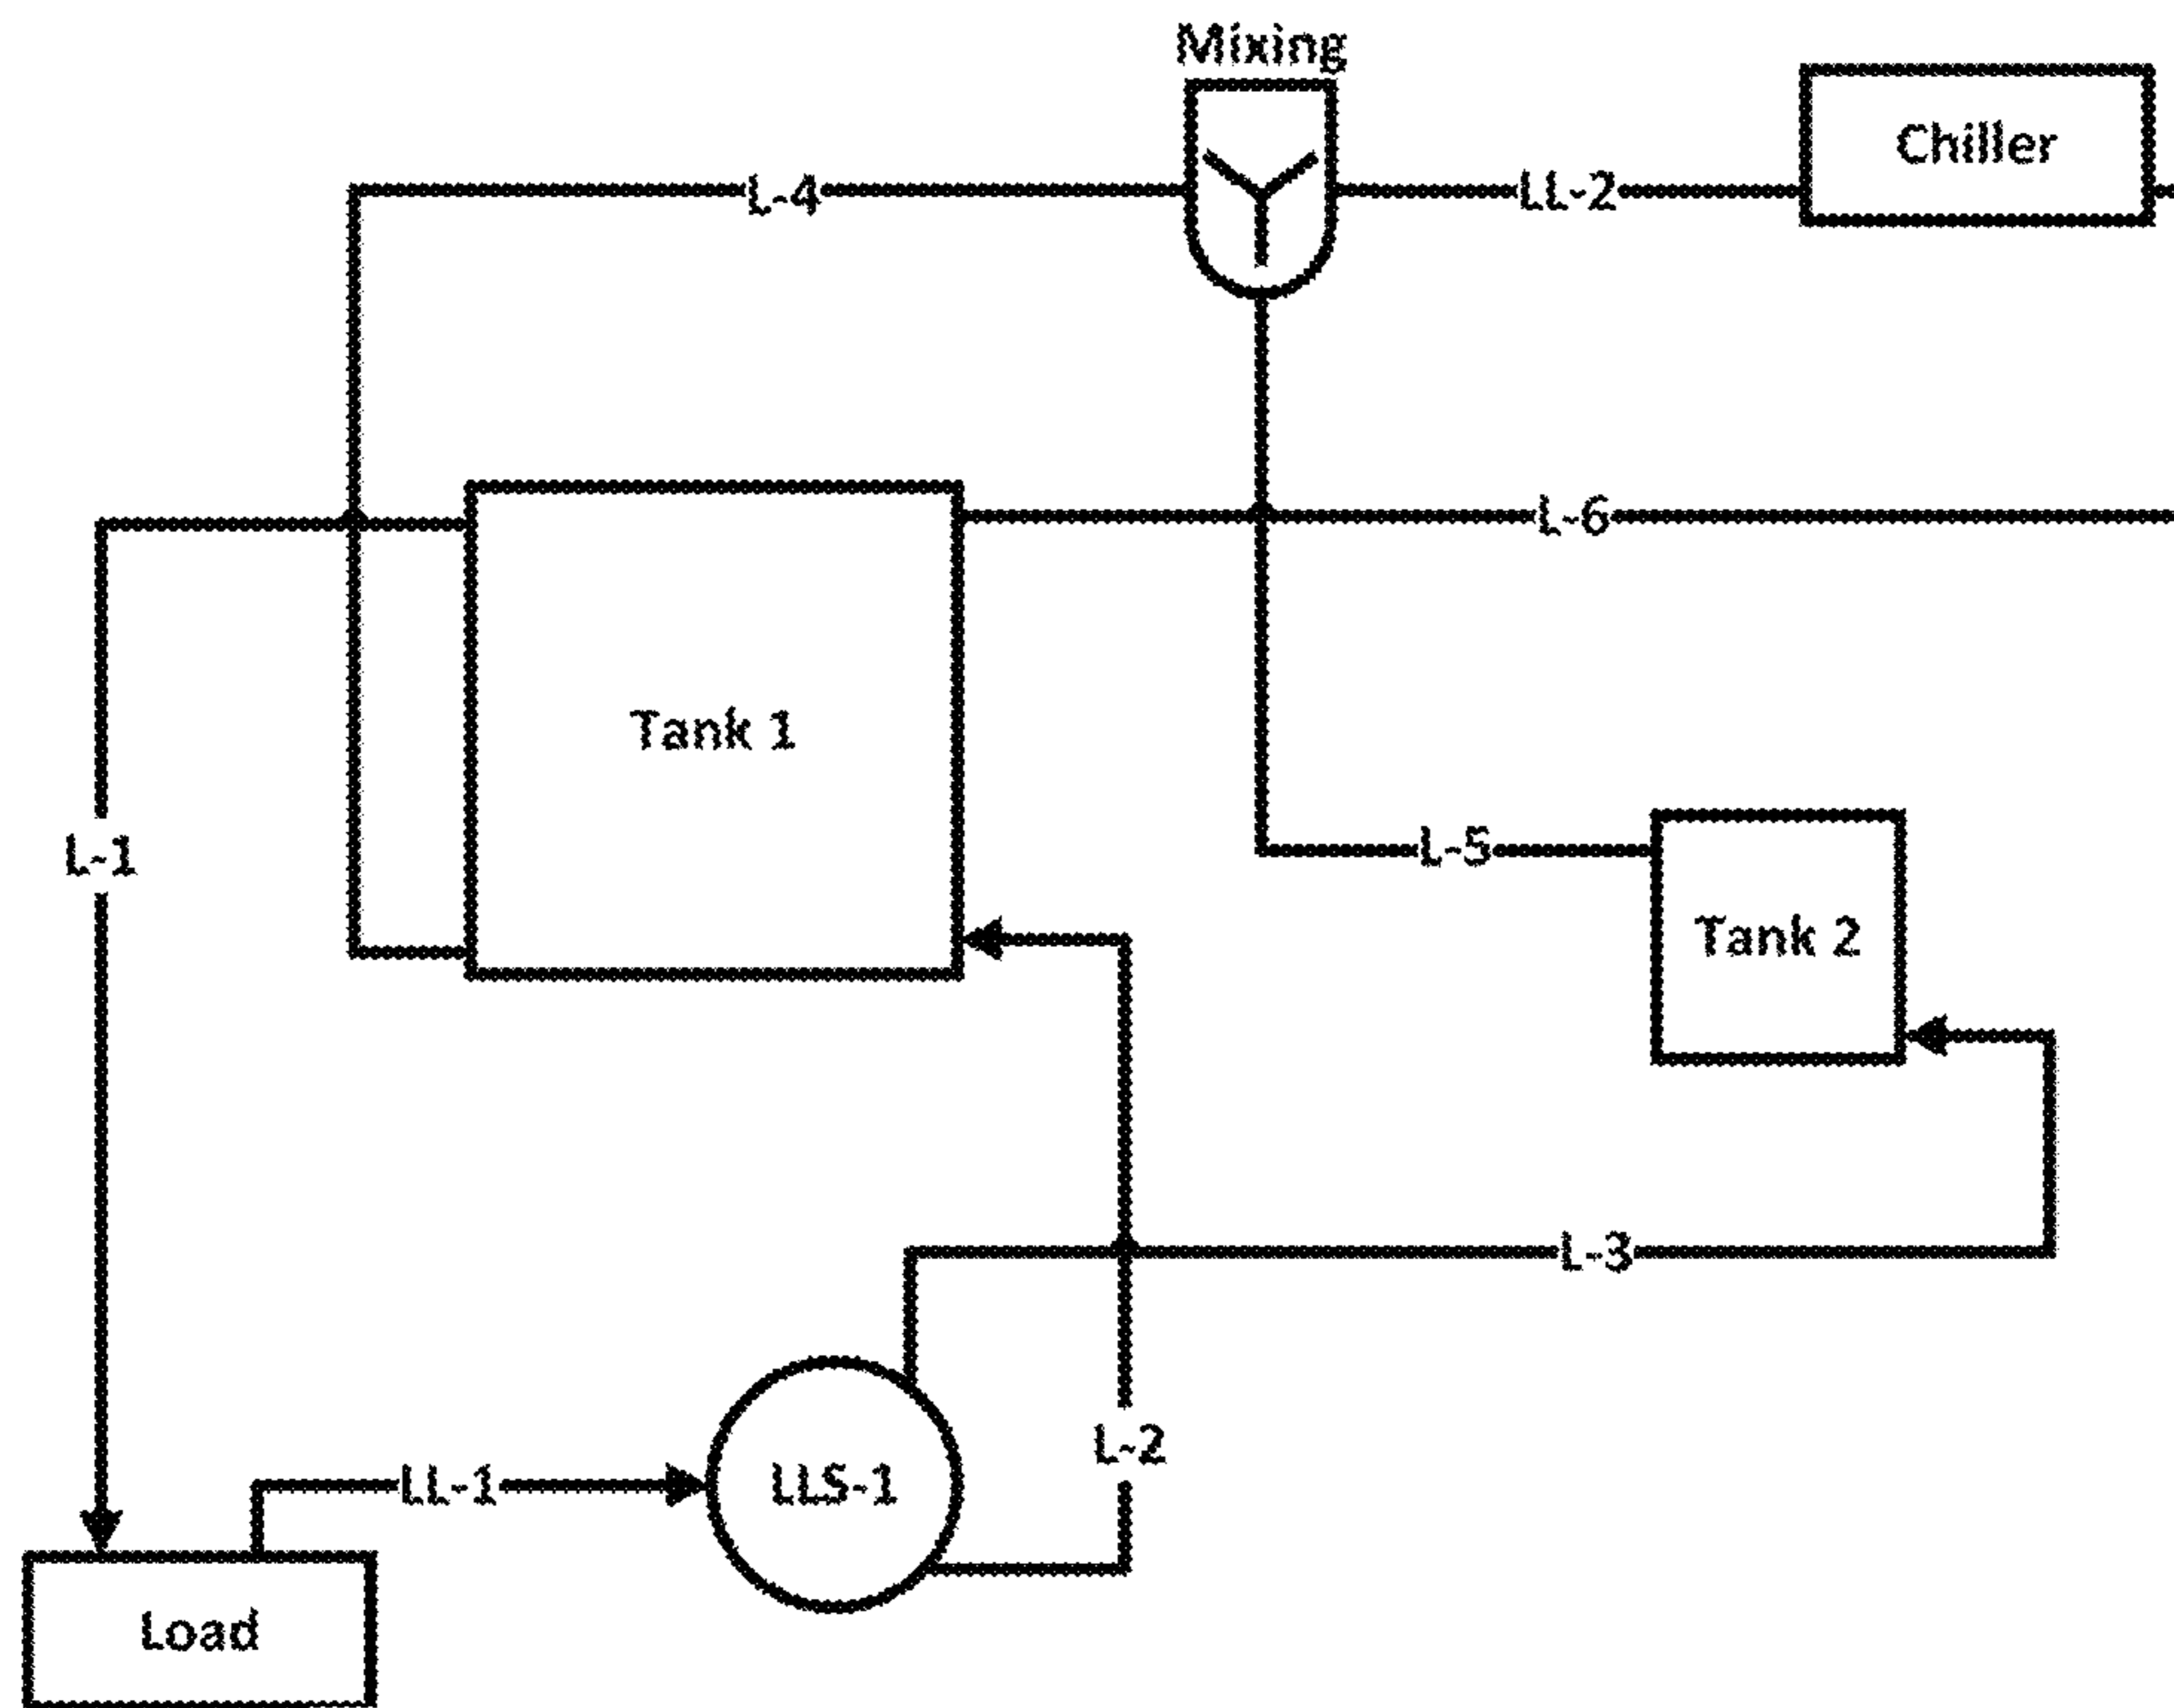 Mixing
Chiller
L-4
LL-2
L-6
Tank 1
L-1
L-5
Tank 2
L-3
L-2
LL-1
LLS-1
Load